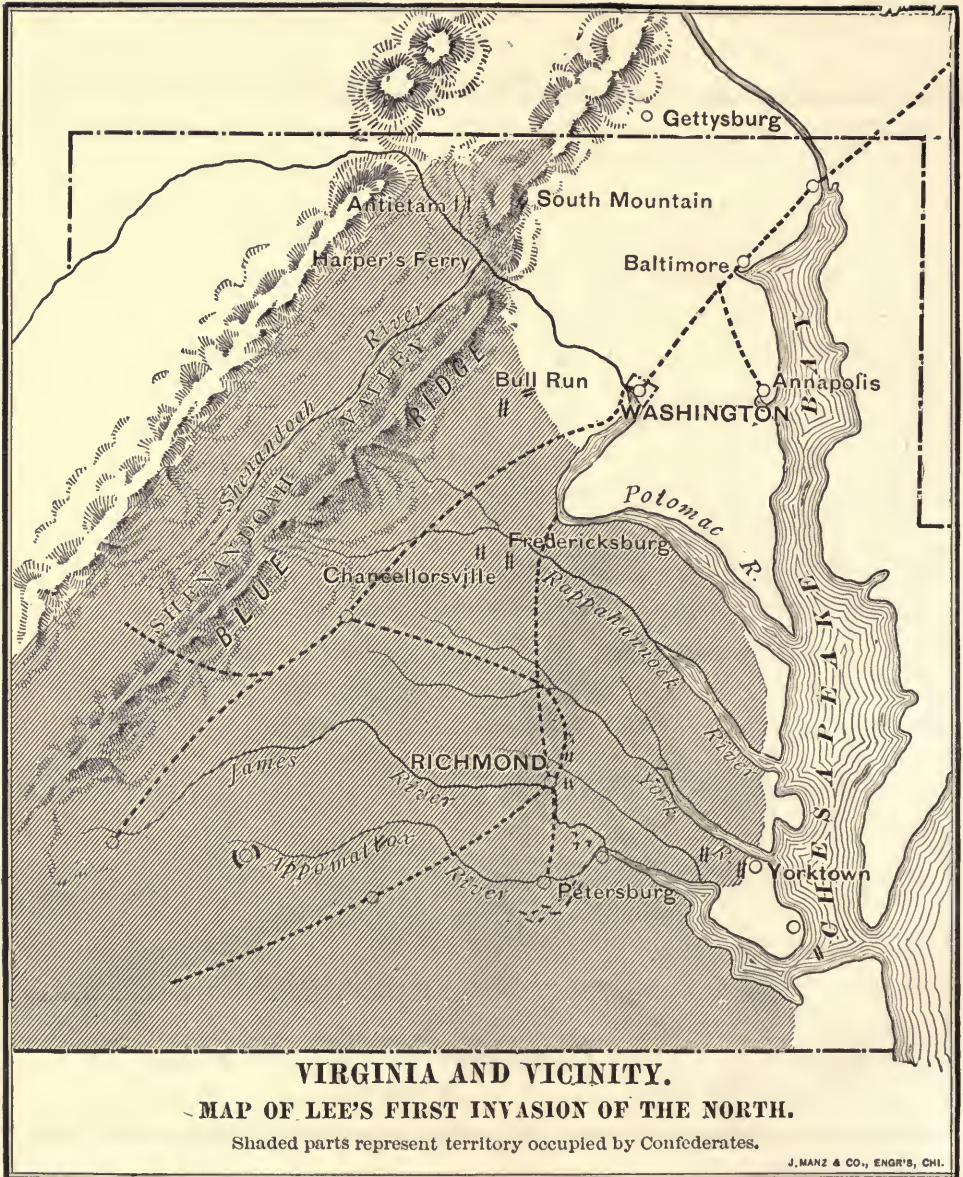 Gettysburg
Antietam
South Mountain
Harper's Ferry
Baltimore
River
Shenandoah
SHENANDOAH VALLEY
BLUE RIDGE
Bull Run
Annapolis
WASHINGTON
CHESAPEAKE BAY
Potomac
R.
Fredericksburg
Chancellorsville
Rappahannock
River
James
River
RICHMOND
York
R.
Appomattox
River
Petersburg
Yorktown
VIRGINIA AND VICINITY.
MAP OF LEE'S FIRST INVASION OF THE NORTH.
Shaded parts represent territory occupied by Confederates.
J. MANZ & CO., ENGR'S, CHI.